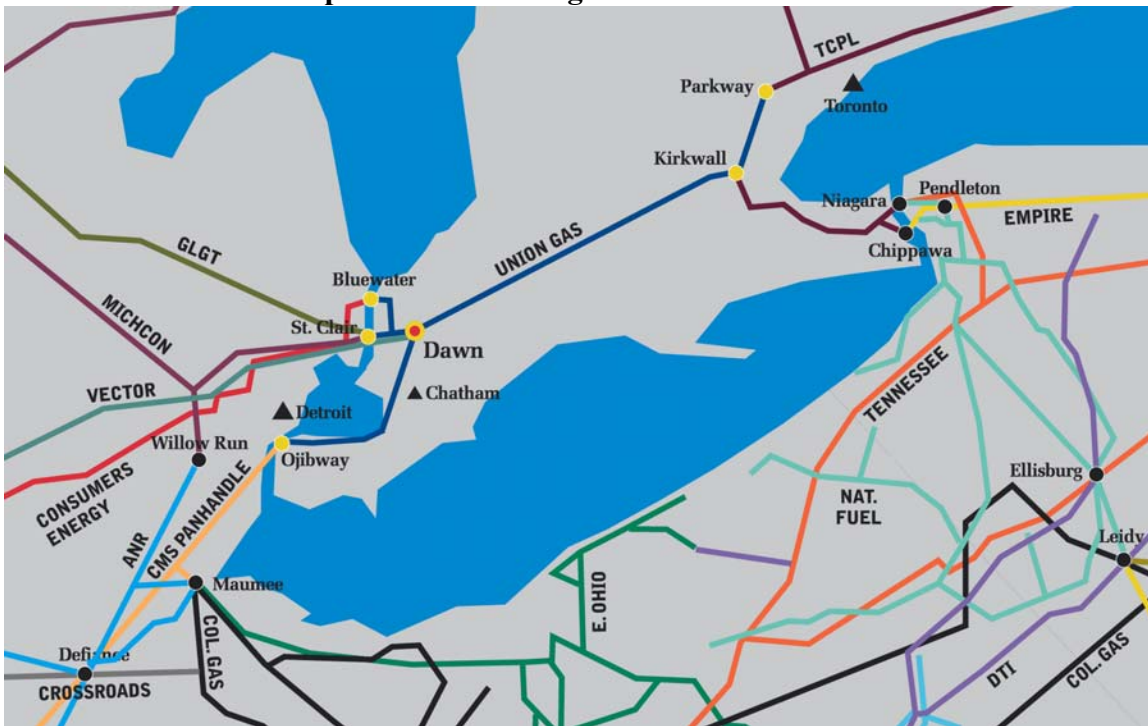 TCPL
Parkway
Toronto
Kirkwall
Niagara
Pendleton
EMPIRE
Chippawa
UNION GAS
GLGT
Bluewater
MICHCON
St. Clair
Dawn
VECTOR
Chatham
Detroit
TENNESSEE
Willow Run
Ojibway
CONSUMERS
ENERGY
CMS PANHANDLE
Ellisburg
NAT.
FUEL
ANR
Leidy
Maumee
E. OHIO
COL. GAS
Defiance
CROSSROADS
DTI
COL. GAS